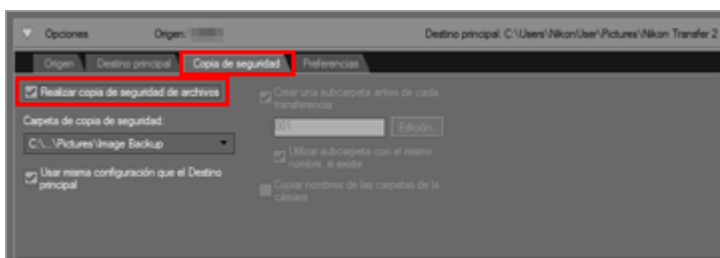 Opciones Origen: Destino principal: C:\Users\NikonUser\Pictures\Nikon Transfer 2
Origen Destino principal Copia de seguridad Preferencias
Realizar copia de seguridad de archivos
Carpeta de copia de seguridad:
C:\...\Pictures\Image Backup
Usar misma configuración que el Destino
principal
Crear una subcarpeta antes de cada
transferencia
001 Edición...
Utilizar subcarpeta con el mismo
nombre, si existe
Copiar nombres de las carpetas de la
cámara